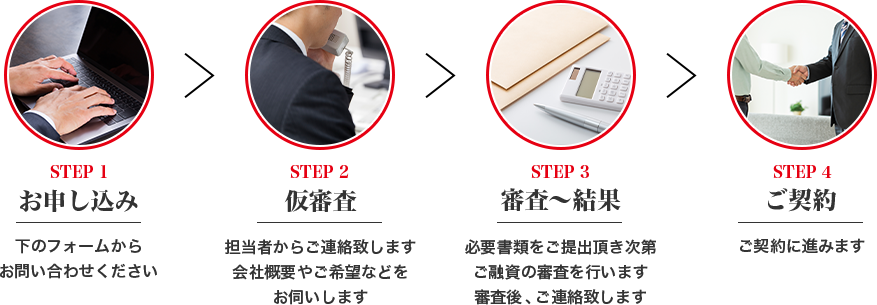 STEP 1
お申し込み
下のフォームから
お問い合わせください
STEP 2
仮審査
担当者からご連絡致します
会社概要やご希望などを
お伺いします
STEP 3
審査～結果
必要書類をご提出頂き次第
ご融資の審査を行います
審査後、ご連絡致します
STEP 4
ご契約
ご契約に進みます